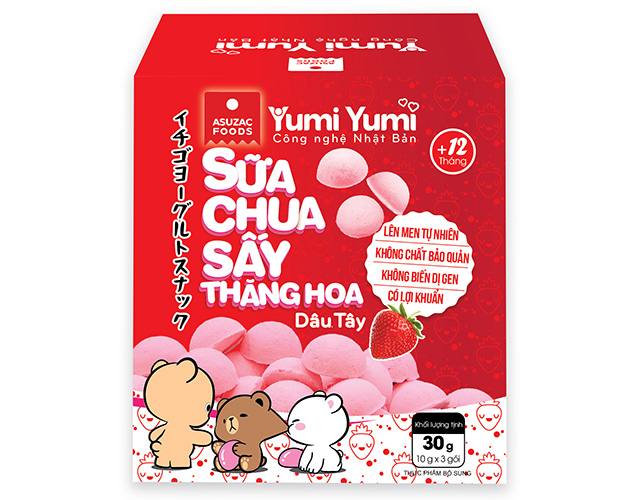 Yumi Yumi
Công nghệ Nhật Bản
ASUZAC
FOODS
Yumi Yumi
Công nghệ Nhật Bản
+12
Tháng
イチゴヨーグルトスナック
SỮA
CHUA
SẤY
THĂNG HOA
Dâu Tây
LÊN MEN TỰ NHIÊN
KHÔNG CHẤT BẢO QUẢN
KHÔNG BIẾN DỊ GEN
CÓ LỢI KHUẨN
Khối lượng tịnh
30g
10g x 3 gói
THỰC PHẨM BỔ SUNG